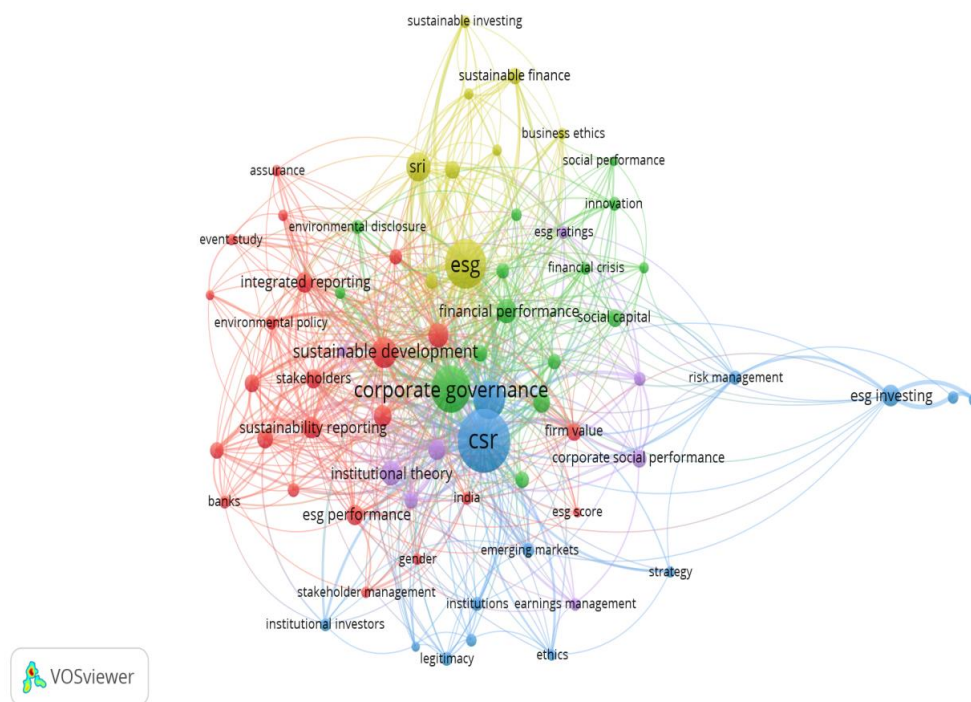 sustainable investing
sustainable finance
business ethics
social performance
sri
assurance
innovation
environmental disclosure
esg ratings
event study
esg
financial crisis
integrated reporting
financial performance
social capital
environmental policy
sustainable development
stakeholders
risk management
corporate governance
esg investing
sustainability reporting
firm value
csr
corporate social performance
institutional theory
banks
india
esg performance
esg score
emerging markets
gender
strategy
stakeholder management
institutions
earnings management
institutional investors
legitimacy
ethics
VOSviewer